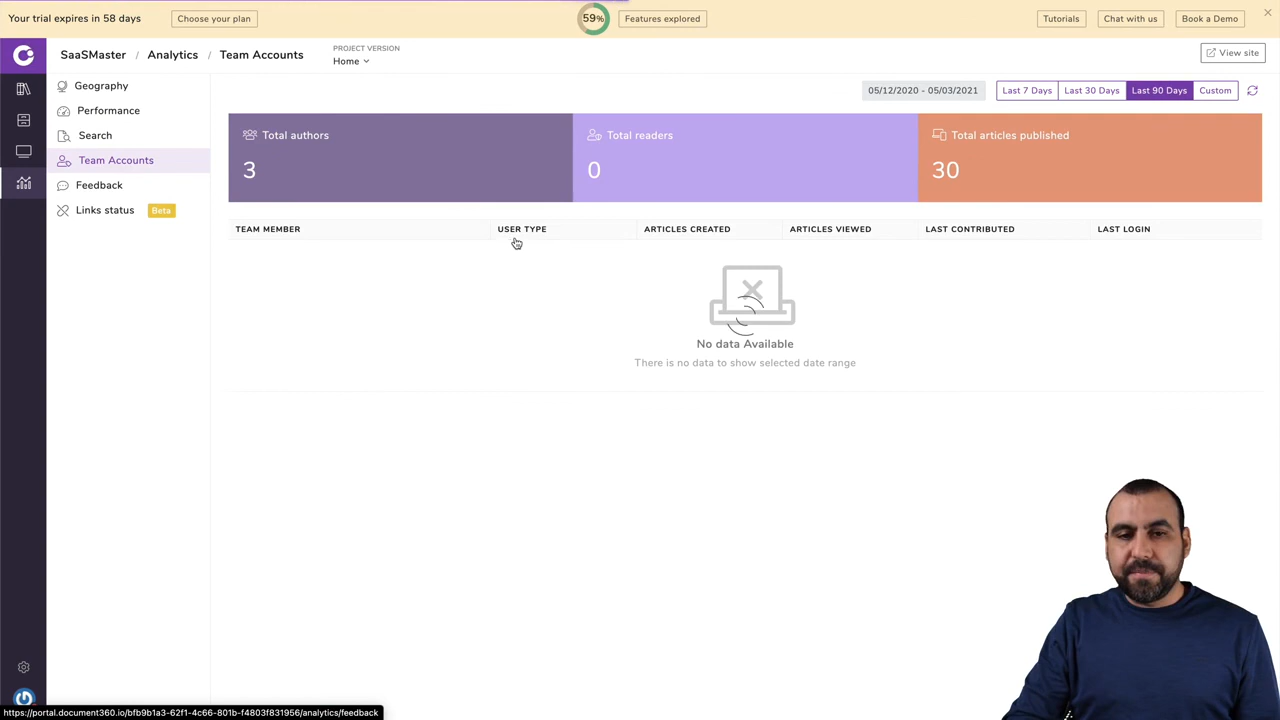 Your trial expires in 58 days
Choose your plan
59%
Features explored
Tutorials
Chat with us
Book a Demo
SaaSMaster / Analytics / Team Accounts
PROJECT VERSION
Home
View site
Geography
Performance
Search
Team Accounts
Feedback
Links status Beta
05/12/2020 - 05/03/2021
Last 7 Days
Last 30 Days
Last 90 Days
Custom
Total authors
3
Total readers
0
Total articles published
30
TEAM MEMBER USER TYPE ARTICLES CREATED ARTICLES VIEWED LAST CONTRIBUTED LAST LOGIN
No data Available
There is no data to show selected date range
https://portal.document360.io/bfb9b1a3-62f1-4c66-801b-f4803f831956/analytics/feedback